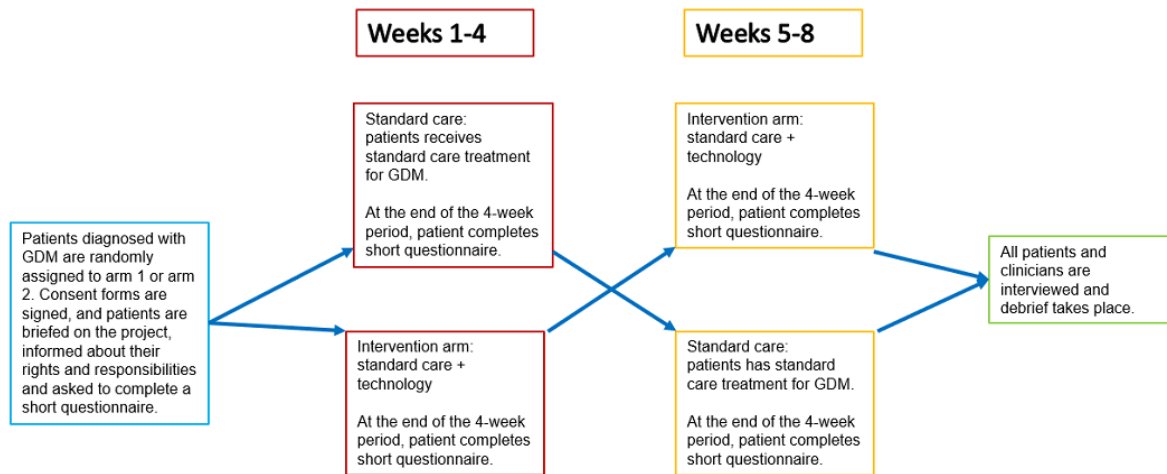 Weeks 1-4
Weeks 5-8
Patients diagnosed with
GDM are randomly
assigned to arm 1 or arm
2. Consent forms are
signed, and patients are
briefed on the project,
informed about their
rights and responsibilities
and asked to complete a
short questionnaire.
Standard care:
patients receives
standard care treatment
for GDM.
At the end of the 4-week
period, patient completes
short questionnaire.
Intervention arm:
standard care +
technology
At the end of the 4-week
period, patient completes
short questionnaire.
Intervention arm:
standard care +
technology
At the end of the 4-week
period, patient completes
short questionnaire.
Standard care:
patients has standard
care treatment for GDM.
At the end of the 4-week
period, patient completes
short questionnaire.
All patients and
clinicians are
interviewed and
debrief takes place.